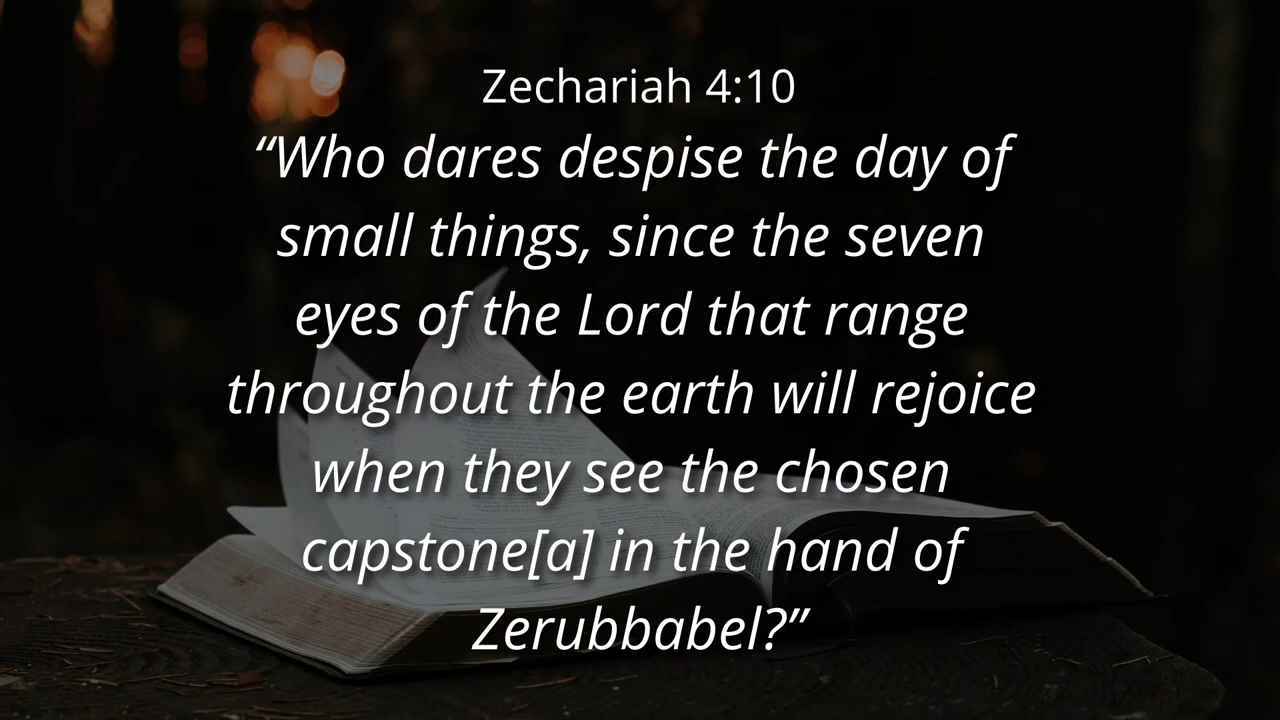 Zechariah 4:10
“Who dares despise the day of
small things, since the seven
eyes of the Lord that range
throughout the earth will rejoice
when they see the chosen
capstone[a] in the hand of
Zerubbabel?”